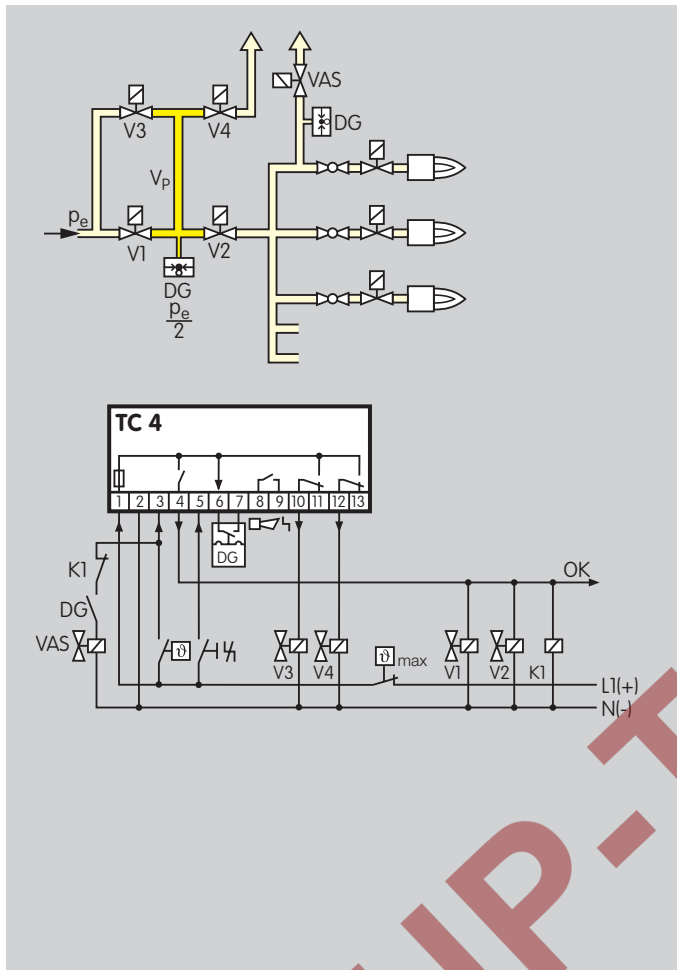 VAS
V3
V4
DG
Vp
pe
V1
V2
DG
pe
2
TC 4
1 2 3 4 5 6 7 8 9 10 11 12 13
DG
K1
OK
DG
VAS
ϑ
V3
V4
ϑ max
V1
V2
K1
L1(+)
N(-)
UP-T